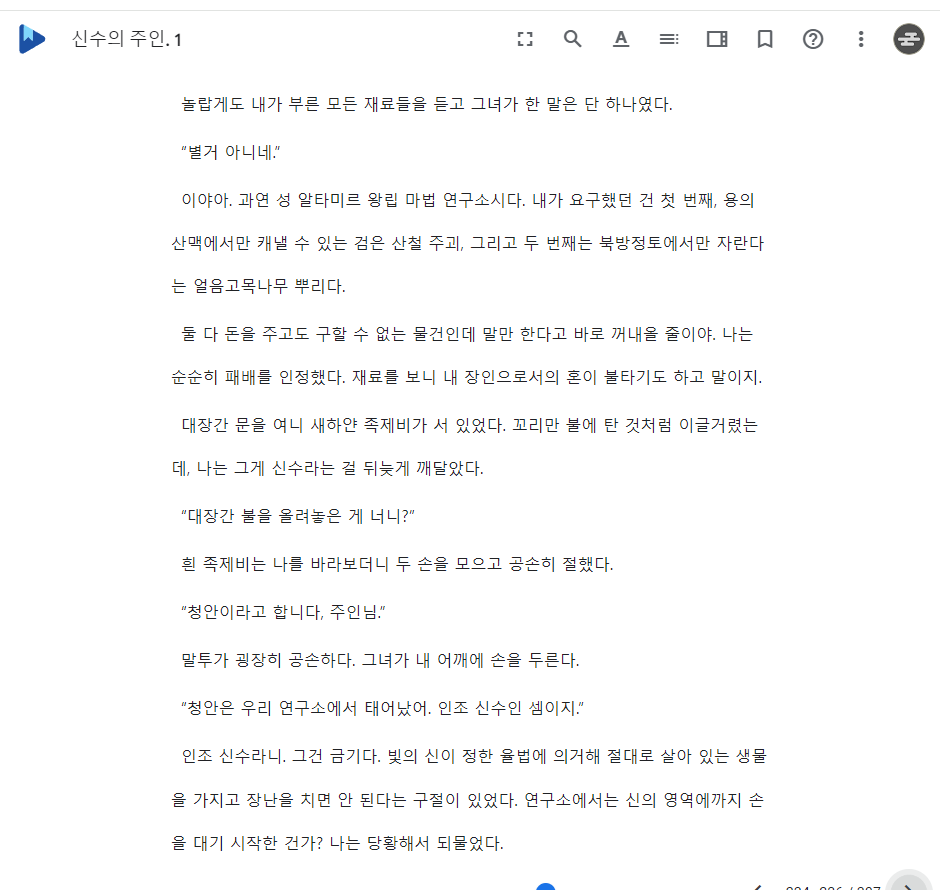 신수의 주인. 1
놀랍게도 내가 부른 모든 재료들을 듣고 그녀가 한 말은 단 하나였다.
“별거 아니네.”
이야아. 과연 성 알타미르 왕립 마법 연구소시다. 내가 요구했던 건 첫 번째, 용의
산맥에서만 캐낼 수 있는 검은 산철 주괴, 그리고 두 번째는 북방정토에서만 자란다
는 얼음고목나무 뿌리다.
둘 다 돈을 주고도 구할 수 없는 물건인데 말만 한다고 바로 꺼내올 줄이야. 나는
순순히 패배를 인정했다. 재료를 보니 내 장인으로서의 혼이 불타기도 하고 말이지.
대장간 문을 여니 새하얀 족제비가 서 있었다. 꼬리만 불에 탄 것처럼 이글거렸는
데, 나는 그게 신수라는 걸 뒤늦게 깨달았다.
“대장간 불을 올려놓은 게 너니?”
흰 족제비는 나를 바라보더니 두 손을 모으고 공손히 절했다.
“청안이라고 합니다, 주인님.”
말투가 굉장히 공손하다. 그녀가 내 어깨에 손을 두른다.
“청안은 우리 연구소에서 태어났어. 인조 신수인 셈이지.”
인조 신수라니. 그건 금기다. 빛의 신이 정한 율법에 의거해 절대로 살아 있는 생물
을 가지고 장난을 치면 안 된다는 구절이 있었다. 연구소에서는 신의 영역에까지 손
을 대기 시작한 건가? 나는 당황해서 되물었다.